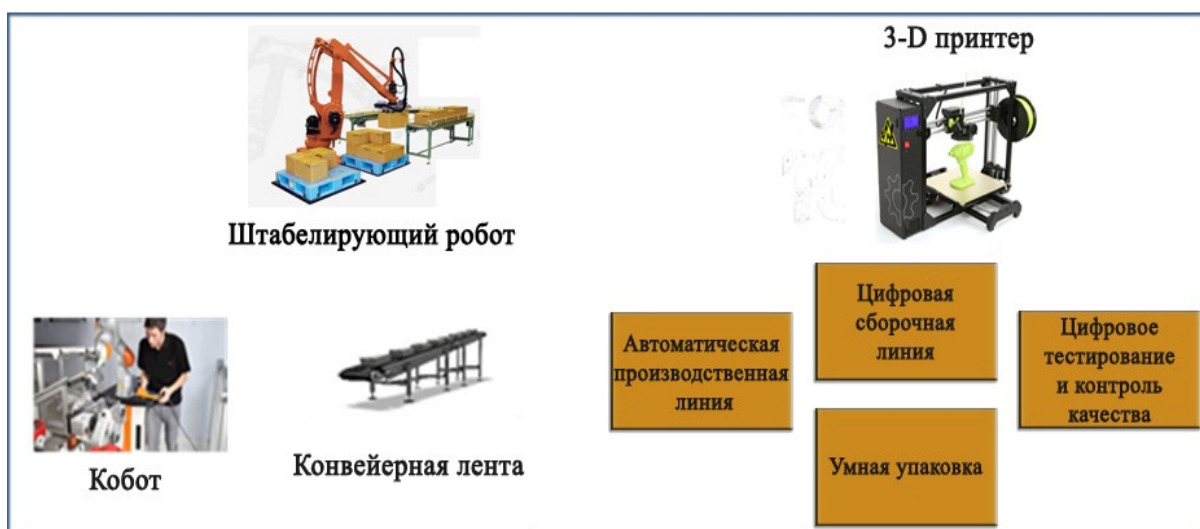 3-D принтер
Штабелирующий робот
Кобот
Конвейерная лента
Автоматическая
производственная
линия
Цифровая
сборочная
линия
Цифровое
тестирование
и контроль
качества
Умная упаковка